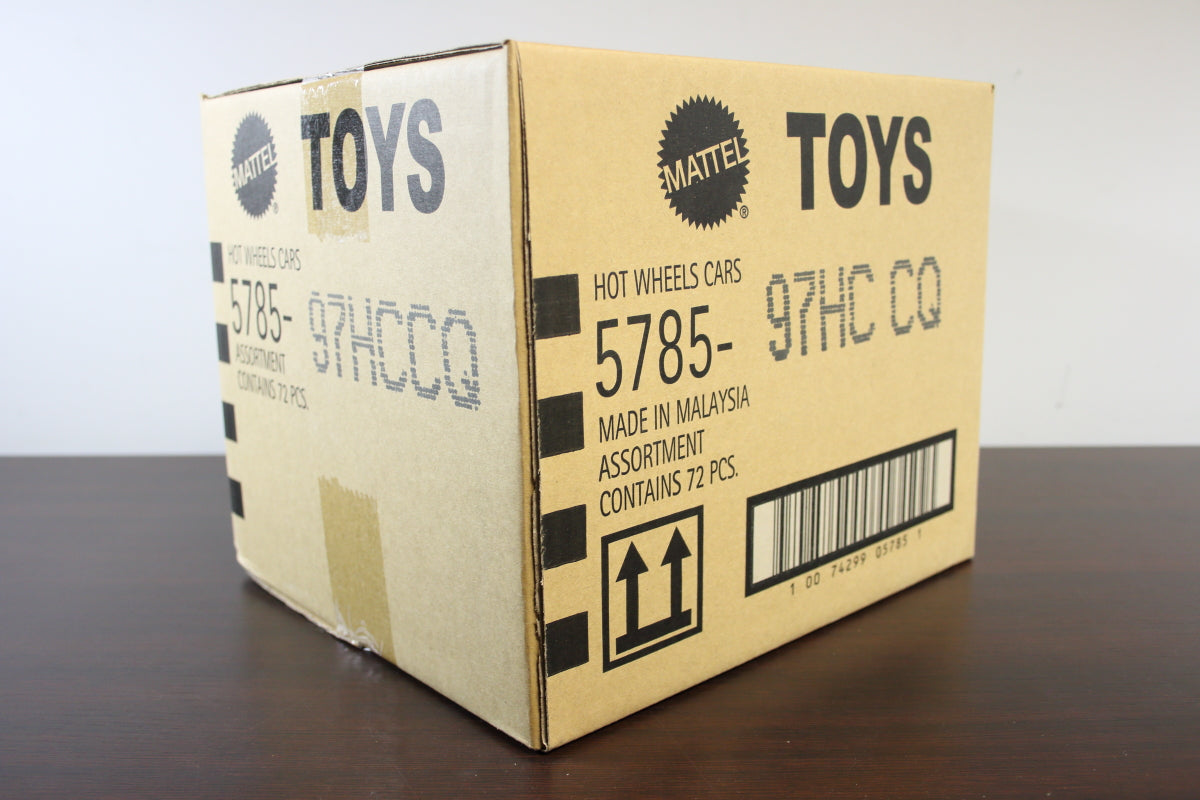 MATTEL
®
TOYS
HOT WHEELS CARS
5785-
97HCCQ
ASSORTMENT
CONTAINS 72 PCS.
MATTEL
®
TOYS
HOT WHEELS CARS
5785-
97HC CQ
MADE IN MALAYSIA
ASSORTMENT
CONTAINS 72 PCS.
1 00 74299 05785 1